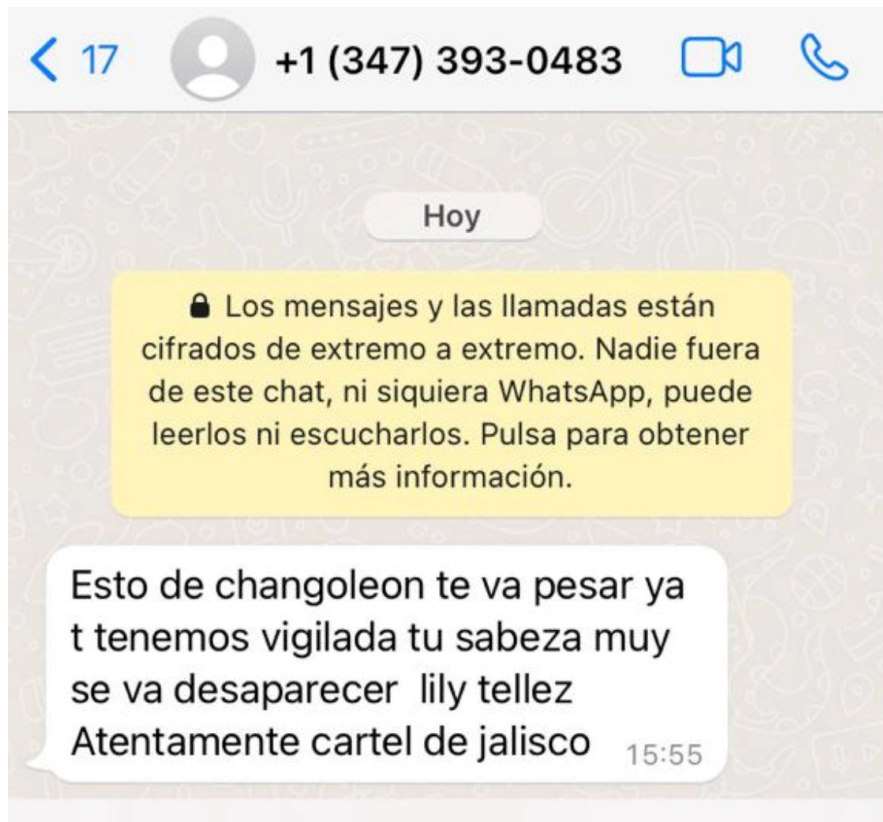 17 +1 (347) 393-0483
Hoy
Los mensajes y las llamadas están
cifrados de extremo a extremo. Nadie fuera
de este chat, ni siquiera WhatsApp, puede
leerlos ni escucharlos. Pulsa para obtener
más información.
Esto de changoleon te va pesar ya
t tenemos vigilada tu sabeza muy
se va desaparecer  lily tellez
Atentamente cartel de jalisco 15:55